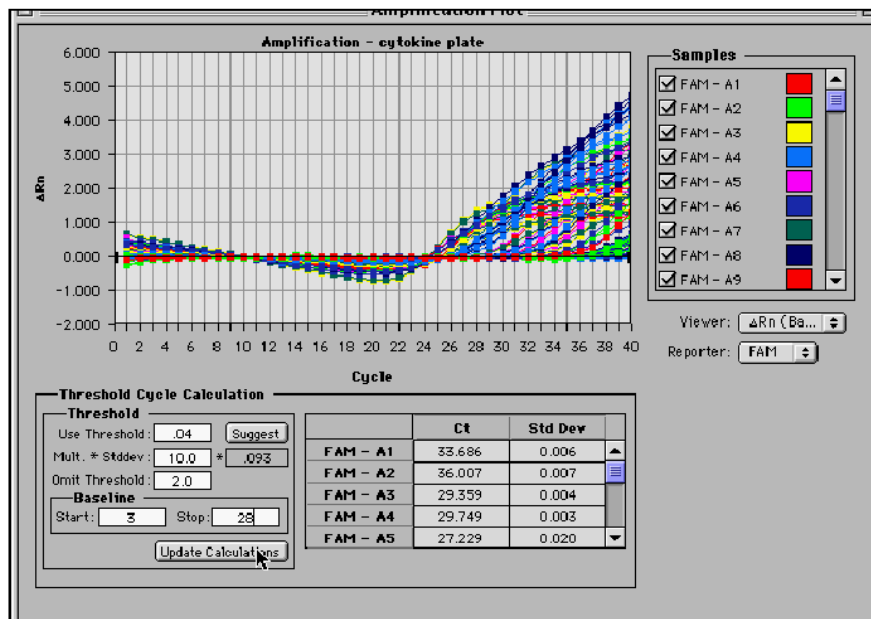 Amplification Plot
Amplification - cytokine plate
6.000
5.000
4.000
3.000
2.000
1.000
0.000
-1.000
-2.000
ΔRn
0 2 4 6 8 10 12 14 16 18 20 22 24 26 28 30 32 34 36 38 40
Cycle
Samples
FAM - A1
FAM - A2
FAM - A3
FAM - A4
FAM - A5
FAM - A6
FAM - A7
FAM - A8
FAM - A9
Viewer: ΔRn (Ba...
Reporter: FAM
Threshold Cycle Calculation
Threshold
Use Threshold: .04 Suggest
Mult. * Stddev: 10.0 * .093
Omit Threshold: 2.0
Baseline
Start: 3 Stop: 28
Update Calculations
Ct Std Dev
FAM - A1 33.686 0.006
FAM - A2 36.007 0.007
FAM - A3 29.359 0.004
FAM - A4 29.749 0.003
FAM - A5 27.229 0.020